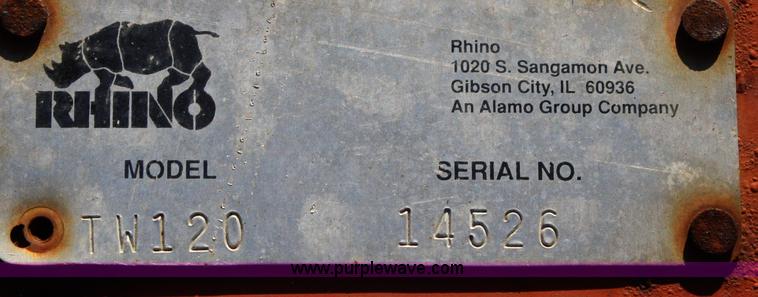 RHINO
Rhino
1020 S. Sangamon Ave.
Gibson City, IL 60936
An Alamo Group Company
MODEL
SERIAL NO.
TW120
14526
www.purplewave.com